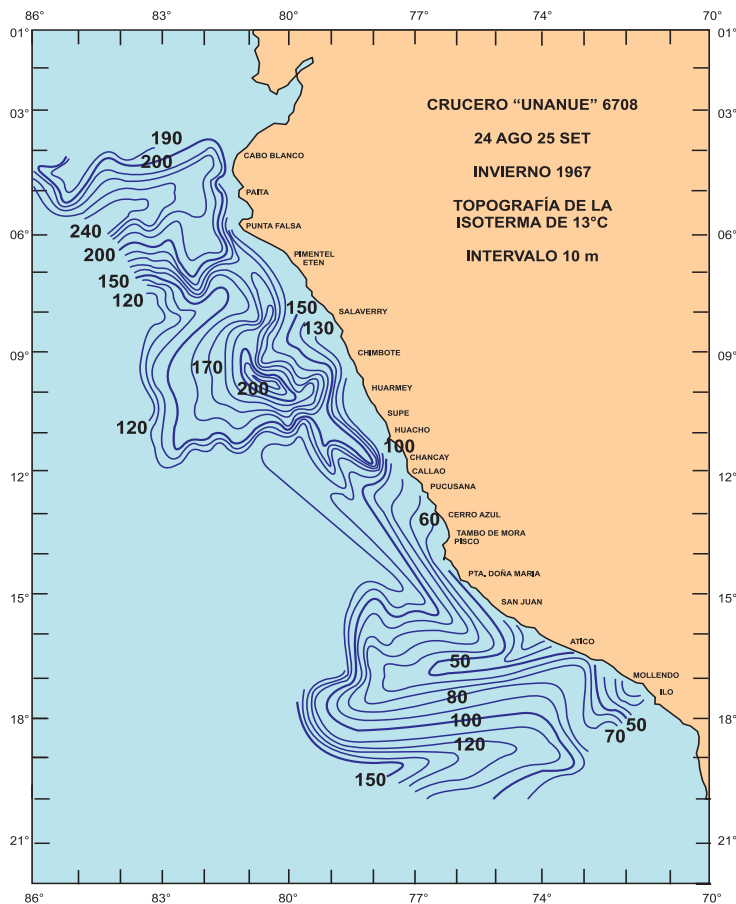 86° 83° 80° 77° 74° 70°
01° 01°
03° 03°
CRUCERO “UNANUE” 6708
24 AGO 25 SET
INVIERNO 1967
TOPOGRAFÍA DE LA
ISOTERMA DE 13°C
INTERVALO 10 m
190
200
CABO BLANCO
PAITA
PUNTA FALSA
240
06° 06°
200
PIMENTEL
ETEN
150
120
150
SALAVERRY
130
CHIMBOTE
09° 09°
170
200
HUARMEY
SUPE
120
HUACHO
100
CHANCAY
CALLAO
12° 12°
PUCUSANA
60
CERRO AZUL
TAMBO DE MORA
PISCO
PTA. DOÑA MARIA
15° 15°
SAN JUAN
ATICO
50
MOLLENDO
ILO
80
100
50
18° 18°
70
120
150
21° 21°
86° 83° 80° 77° 74° 70°